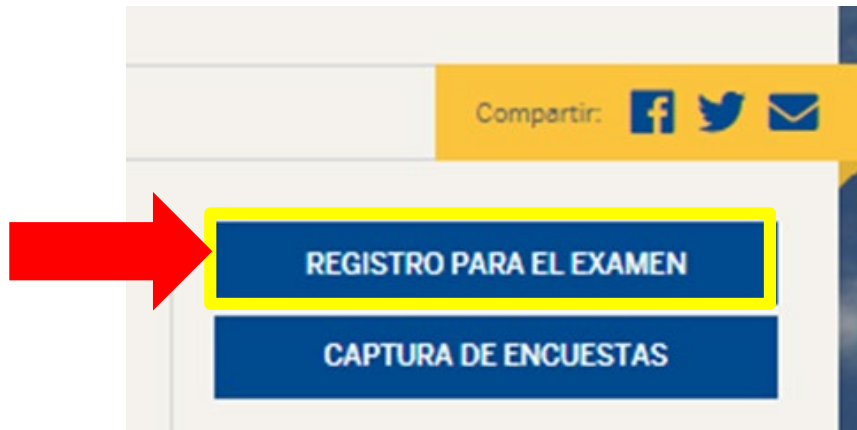 Compartir:
REGISTRO PARA EL EXAMEN
CAPTURA DE ENCUESTAS